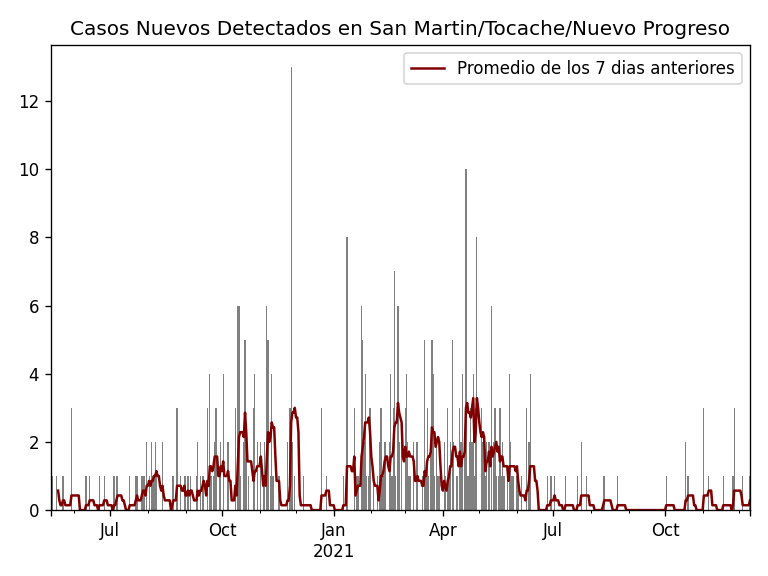 Casos Nuevos Detectados en San Martin/Tocache/Nuevo Progreso
Promedio de los 7 dias anteriores
12
10
8
6
4
2
0
Jul Oct Jan Apr Jul Oct
2021